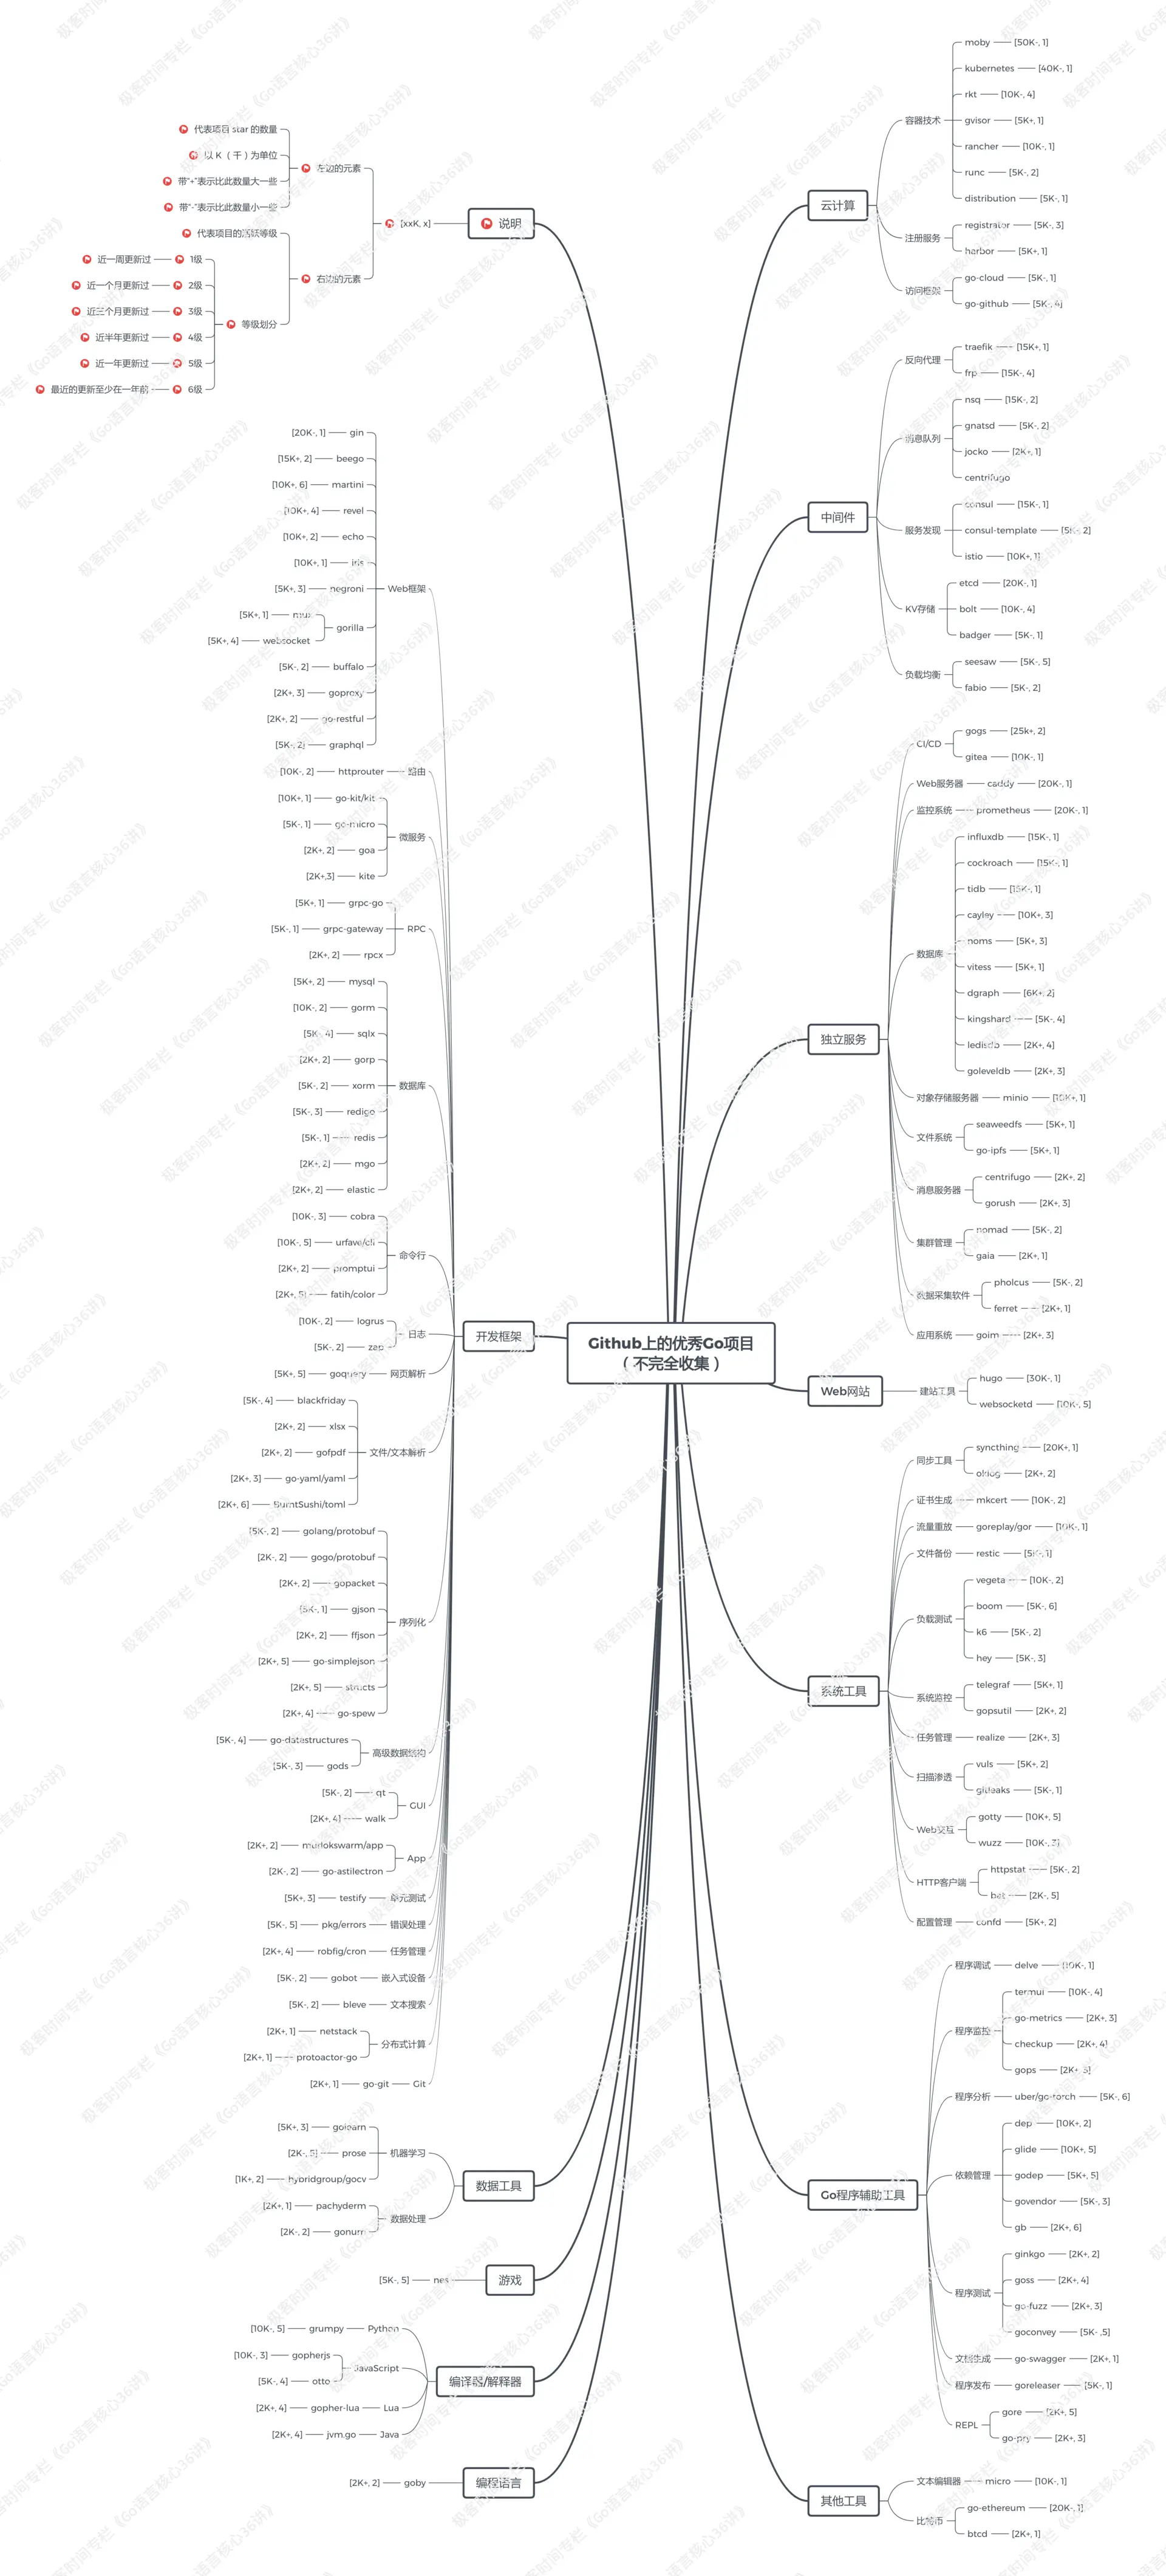 Github上的优秀Go项目
（不完全收集）
说明
[xxK, x]
左边的元素
代表项目 star 的数量
以 K （千）为单位
带“+”表示比此数量大一些
带“-”表示比此数量小一些
右边的元素
代表项目的活跃等级
等级划分
1级 近一周更新过
2级 近一个月更新过
3级 近三个月更新过
4级 近半年更新过
5级 近一年更新过
6级 最近的更新至少在一年前
开发框架
Web框架
gin [20K-, 1]
beego [15K+, 2]
martini [10K+, 6]
revel [10K+, 4]
echo [10K+, 2]
iris [10K+, 1]
negroni [5K+, 3]
gorilla
mux [5K+, 1]
websocket [5K+, 4]
buffalo [5K-, 2]
goproxy [2K+, 3]
go-restful [2K+, 2]
graphql [5K-, 2]
路由
httprouter [10K-, 2]
微服务
go-kit/kit [10K+, 1]
go-micro [5K-, 1]
goa [2K+, 2]
kite [2K+,3]
RPC
grpc-go [5K+, 1]
grpc-gateway [5K-, 1]
rpcx [2K+, 2]
数据库
mysql [5K+, 2]
gorm [10K-, 2]
sqlx [5K-, 4]
gorp [2K+, 2]
xorm [5K-, 2]
redigo [5K-, 3]
redis [5K-, 1]
mgo [2K+, 2]
elastic [2K+, 2]
命令行
cobra [10K-, 3]
urfave/cli [10K-, 5]
promptui [2K+, 2]
fatih/color [2K+, 5]
日志
logrus [10K-, 2]
zap [5K-, 2]
网页解析
goquery [5K+, 5]
文件/文本解析
blackfriday [5K-, 4]
xlsx [2K+, 2]
gofpdf [2K+, 2]
go-yaml/yaml [2K+, 3]
BurntSushi/toml [2K+, 6]
序列化
golang/protobuf [5K-, 2]
gogo/protobuf [2K-, 2]
gopacket [2K+, 2]
gjson [5K-, 1]
ffjson [2K+, 2]
go-simplejson [2K+, 5]
structs [2K+, 5]
go-spew [2K+, 4]
高级数据结构
go-datastructures [5K-, 4]
gods [5K-, 3]
GUI
qt [5K-, 2]
walk [2K+, 4]
App
murlokswarm/app [2K+, 2]
go-astilectron [2K-, 2]
单元测试
testify [5K+, 3]
错误处理
pkg/errors [5K-, 5]
任务管理
robfig/cron [2K+, 4]
嵌入式设备
gobot [5K-, 2]
文本搜索
bleve [5K-, 2]
分布式计算
netstack [2K+, 1]
protoactor-go [2K+, 1]
Git
go-git [2K+, 1]
数据工具
机器学习
golearn [5K+, 3]
prose [2K-, 5]
hybridgroup/gocv [1K+, 2]
数据处理
pachyderm [2K+, 1]
gonum [2K-, 2]
游戏
nes [5K-, 5]
编译器/解释器
Python
grumpy [10K-, 5]
JavaScript
gopherjs [10K-, 3]
otto [5K-, 4]
Lua
gopher-lua [2K+, 4]
Java
jvm.go [2K+, 4]
编程语言
goby [2K+, 2]
云计算
容器技术
moby [50K-, 1]
kubernetes [40K-, 1]
rkt [10K-, 4]
gvisor [5K+, 1]
rancher [10K-, 1]
runc [5K-, 2]
distribution [5K-, 1]
注册服务
registrator [5K-, 3]
harbor [5K+, 1]
访问框架
go-cloud [5K-, 1]
go-github [5K-, 4]
中间件
反向代理
traefik [15K+, 1]
frp [15K-, 4]
消息队列
nsq [15K-, 2]
gnatsd [5K-, 2]
jocko [2K+, 1]
centrifugo
服务发现
consul [15K-, 1]
consul-template [5K-, 2]
istio [10K+, 1]
KV存储
etcd [20K-, 1]
bolt [10K-, 4]
badger [5K-, 1]
负载均衡
seesaw [5K-, 5]
fabio [5K-, 2]
独立服务
CI/CD
gogs [25k+, 2]
gitea [10K-, 1]
Web服务器
caddy [20K-, 1]
监控系统
prometheus [20K-, 1]
数据库
influxdb [15K-, 1]
cockroach [15K-, 1]
tidb [15K-, 1]
cayley [10K+, 3]
noms [5K+, 3]
vitess [5K+, 1]
dgraph [6K+, 2]
kingshard [5K-, 4]
ledisdb [2K+, 4]
goleveldb [2K+, 3]
对象存储服务器
minio [10K+, 1]
文件系统
seaweedfs [5K+, 1]
go-ipfs [5K+, 1]
消息服务器
centrifugo [2K+, 2]
gorush [2K+, 3]
集群管理
nomad [5K-, 2]
gaia [2K+, 1]
数据采集软件
pholcus [5K-, 2]
ferret [2K+, 1]
应用系统
goim [2K+, 3]
Web网站
建站工具
hugo [30K-, 1]
websocketd [10K-, 5]
系统工具
同步工具
syncthing [20K+, 1]
oklog [2K+, 2]
证书生成
mkcert [10K-, 2]
流量重放
goreplay/gor [10K-, 1]
文件备份
restic [5K-, 1]
负载测试
vegeta [10K-, 2]
boom [5K-, 6]
k6 [5K-, 2]
hey [5K-, 3]
系统监控
telegraf [5K+, 1]
gopsutil [2K+, 2]
任务管理
realize [2K+, 3]
扫描渗透
vuls [5K+, 2]
gitleaks [5K-, 1]
Web交互
gotty [10K+, 5]
wuzz [10K-, 3]
HTTP客户端
httpstat [5K-, 2]
bat [2K-, 5]
配置管理
confd [5K+, 2]
Go程序辅助工具
程序调试
delve [10K-, 1]
程序监控
termui [10K-, 4]
go-metrics [2K+, 3]
checkup [2K+, 4]
gops [2K+, 3]
程序分析
uber/go-torch [5K-, 6]
依赖管理
dep [10K+, 2]
glide [10K+, 5]
godep [5K+, 5]
govendor [5K-, 3]
gb [2K+, 6]
程序测试
ginkgo [2K+, 2]
goss [2K+, 4]
go-fuzz [2K+, 3]
goconvey [5K- ,5]
文档生成
go-swagger [2K+, 1]
程序发布
goreleaser [5K-, 1]
REPL
gore [2K+, 5]
go-pry [2K+, 3]
其他工具
文本编辑器
micro [10K-, 1]
比特币
go-ethereum [20K-, 1]
btcd [2K+, 1]
极客时间专栏《Go语言核心36讲》